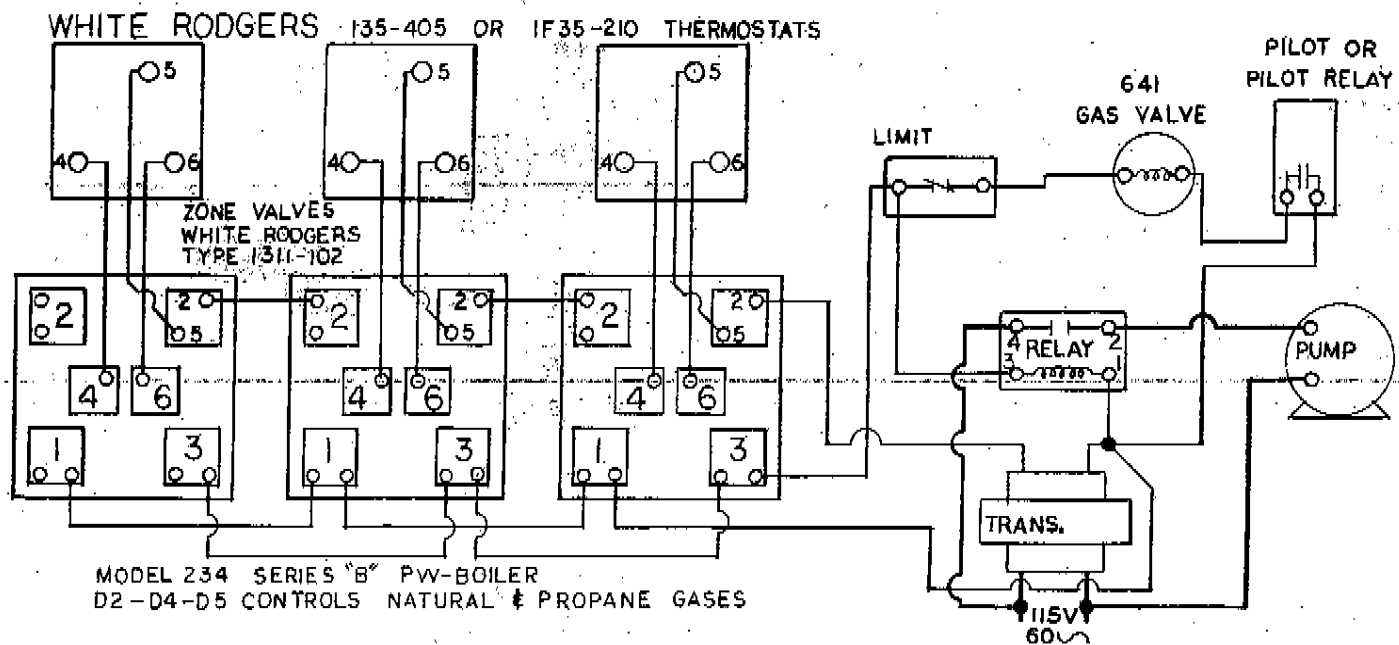 WHITE RODGERS 135-405 OR 1F35-210 THERMOSTATS
PILOT OR
PILOT RELAY
641
GAS VALVE
LIMIT
5
4 6
5
4 6
5
4 6
ZONE VALVES
WHITE RODGERS
TYPE 1311-102
2 2
5
4 6
1 3
2 2
5
4 6
1 3
2 2
5
4 6
1 3
4 2
RELAY
3 1
PUMP
TRANS.
115V
60~
MODEL 234 SERIES "B" PW-BOILER
D2-D4-D5 CONTROLS NATURAL & PROPANE GASES